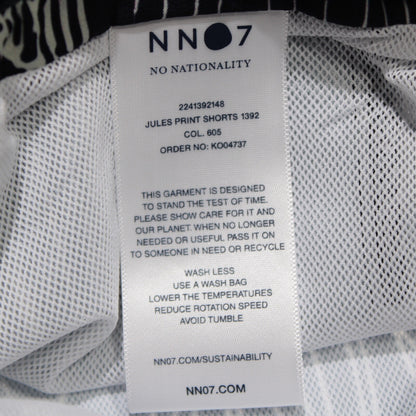 NN07
NO NATIONALITY
2241392148
JULES PRINT SHORTS 1392
COL. 605
ORDER NO: KO04737
THIS GARMENT IS DESIGNED
TO STAND THE TEST OF TIME.
PLEASE SHOW CARE FOR IT AND
OUR PLANET. WHEN NO LONGER
NEEDED OR USEFUL PASS IT ON
TO SOMEONE IN NEED OR RECYCLE
WASH LESS
USE A WASH BAG
LOWER THE TEMPERATURES
REDUCE ROTATION SPEED
AVOID TUMBLE
NN07.COM/SUSTAINABILITY
NN07.COM